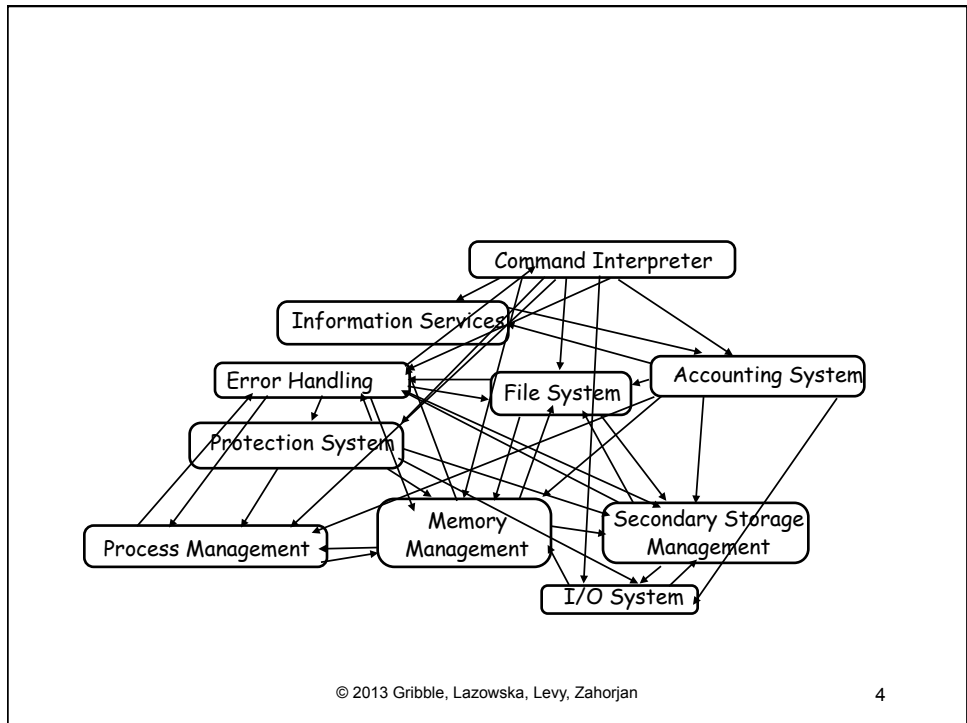 Command Interpreter
Information Services
Error Handling
File System
Accounting System
Protection System
Memory
Management
Secondary Storage
Management
Process Management
I/O System
© 2013 Gribble, Lazowska, Levy, Zahorjan
4